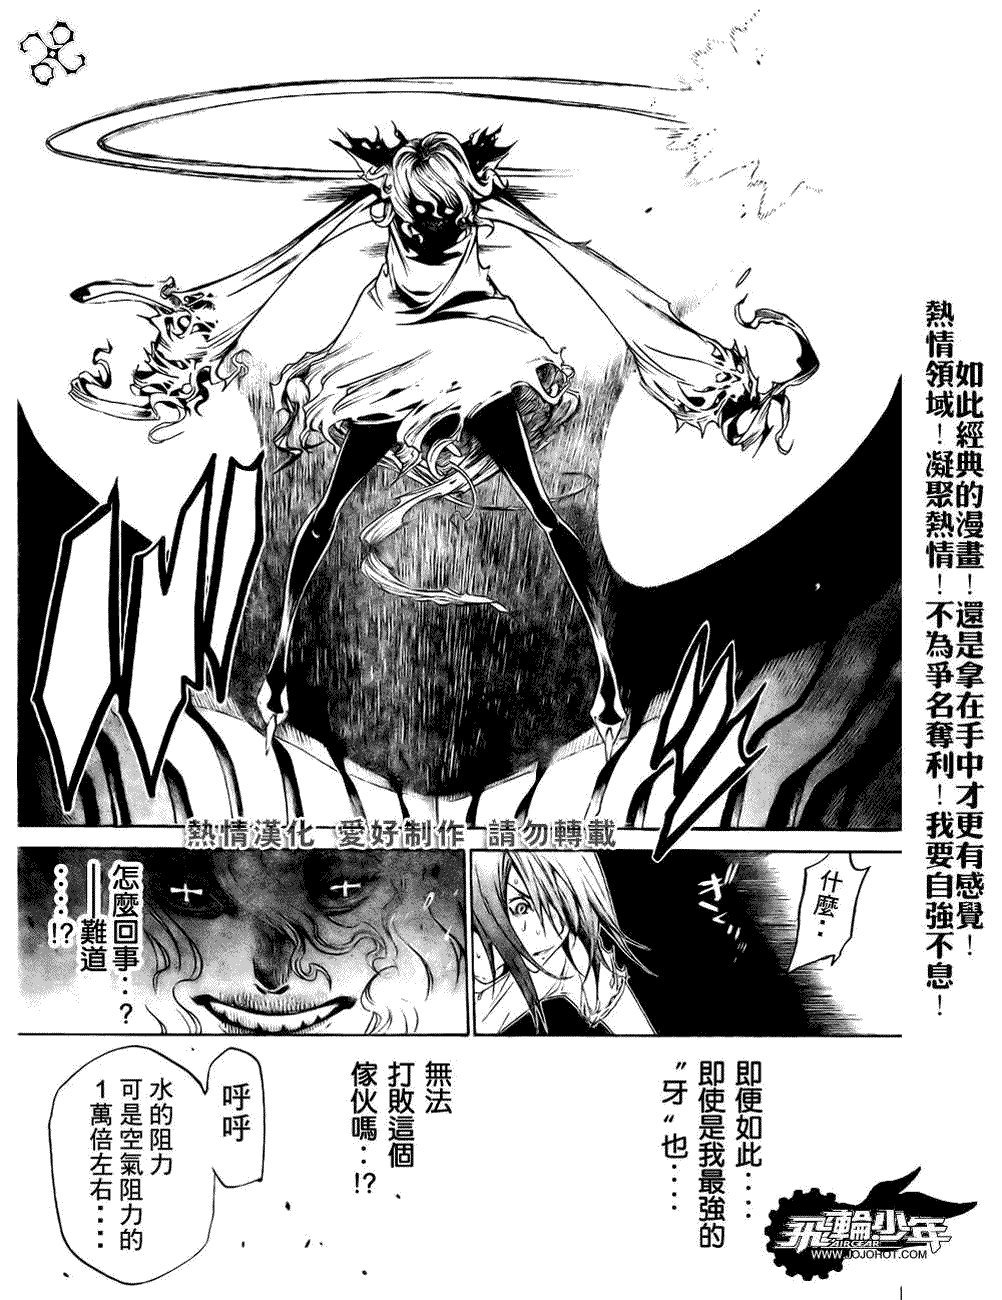 如此經典的漫畫！還是拿在手中才更有感覺！
熱情領域！凝聚熱情！不為爭名奪利！我要自強不息！
熱情漢化 愛好制作 請勿轉載
什麼‥
怎麼回事‥？
——難道
‥‥‥!?
即便如此‥‥
即使是我最強的
〝牙〟也‥‥
無法
打敗這個
傢伙嗎‥‥!?
呼呼
水的阻力
可是空氣阻力的
1萬倍左右‥‥
飛輪少年
AIRGEAR
WWW.JOJOHOT.COM